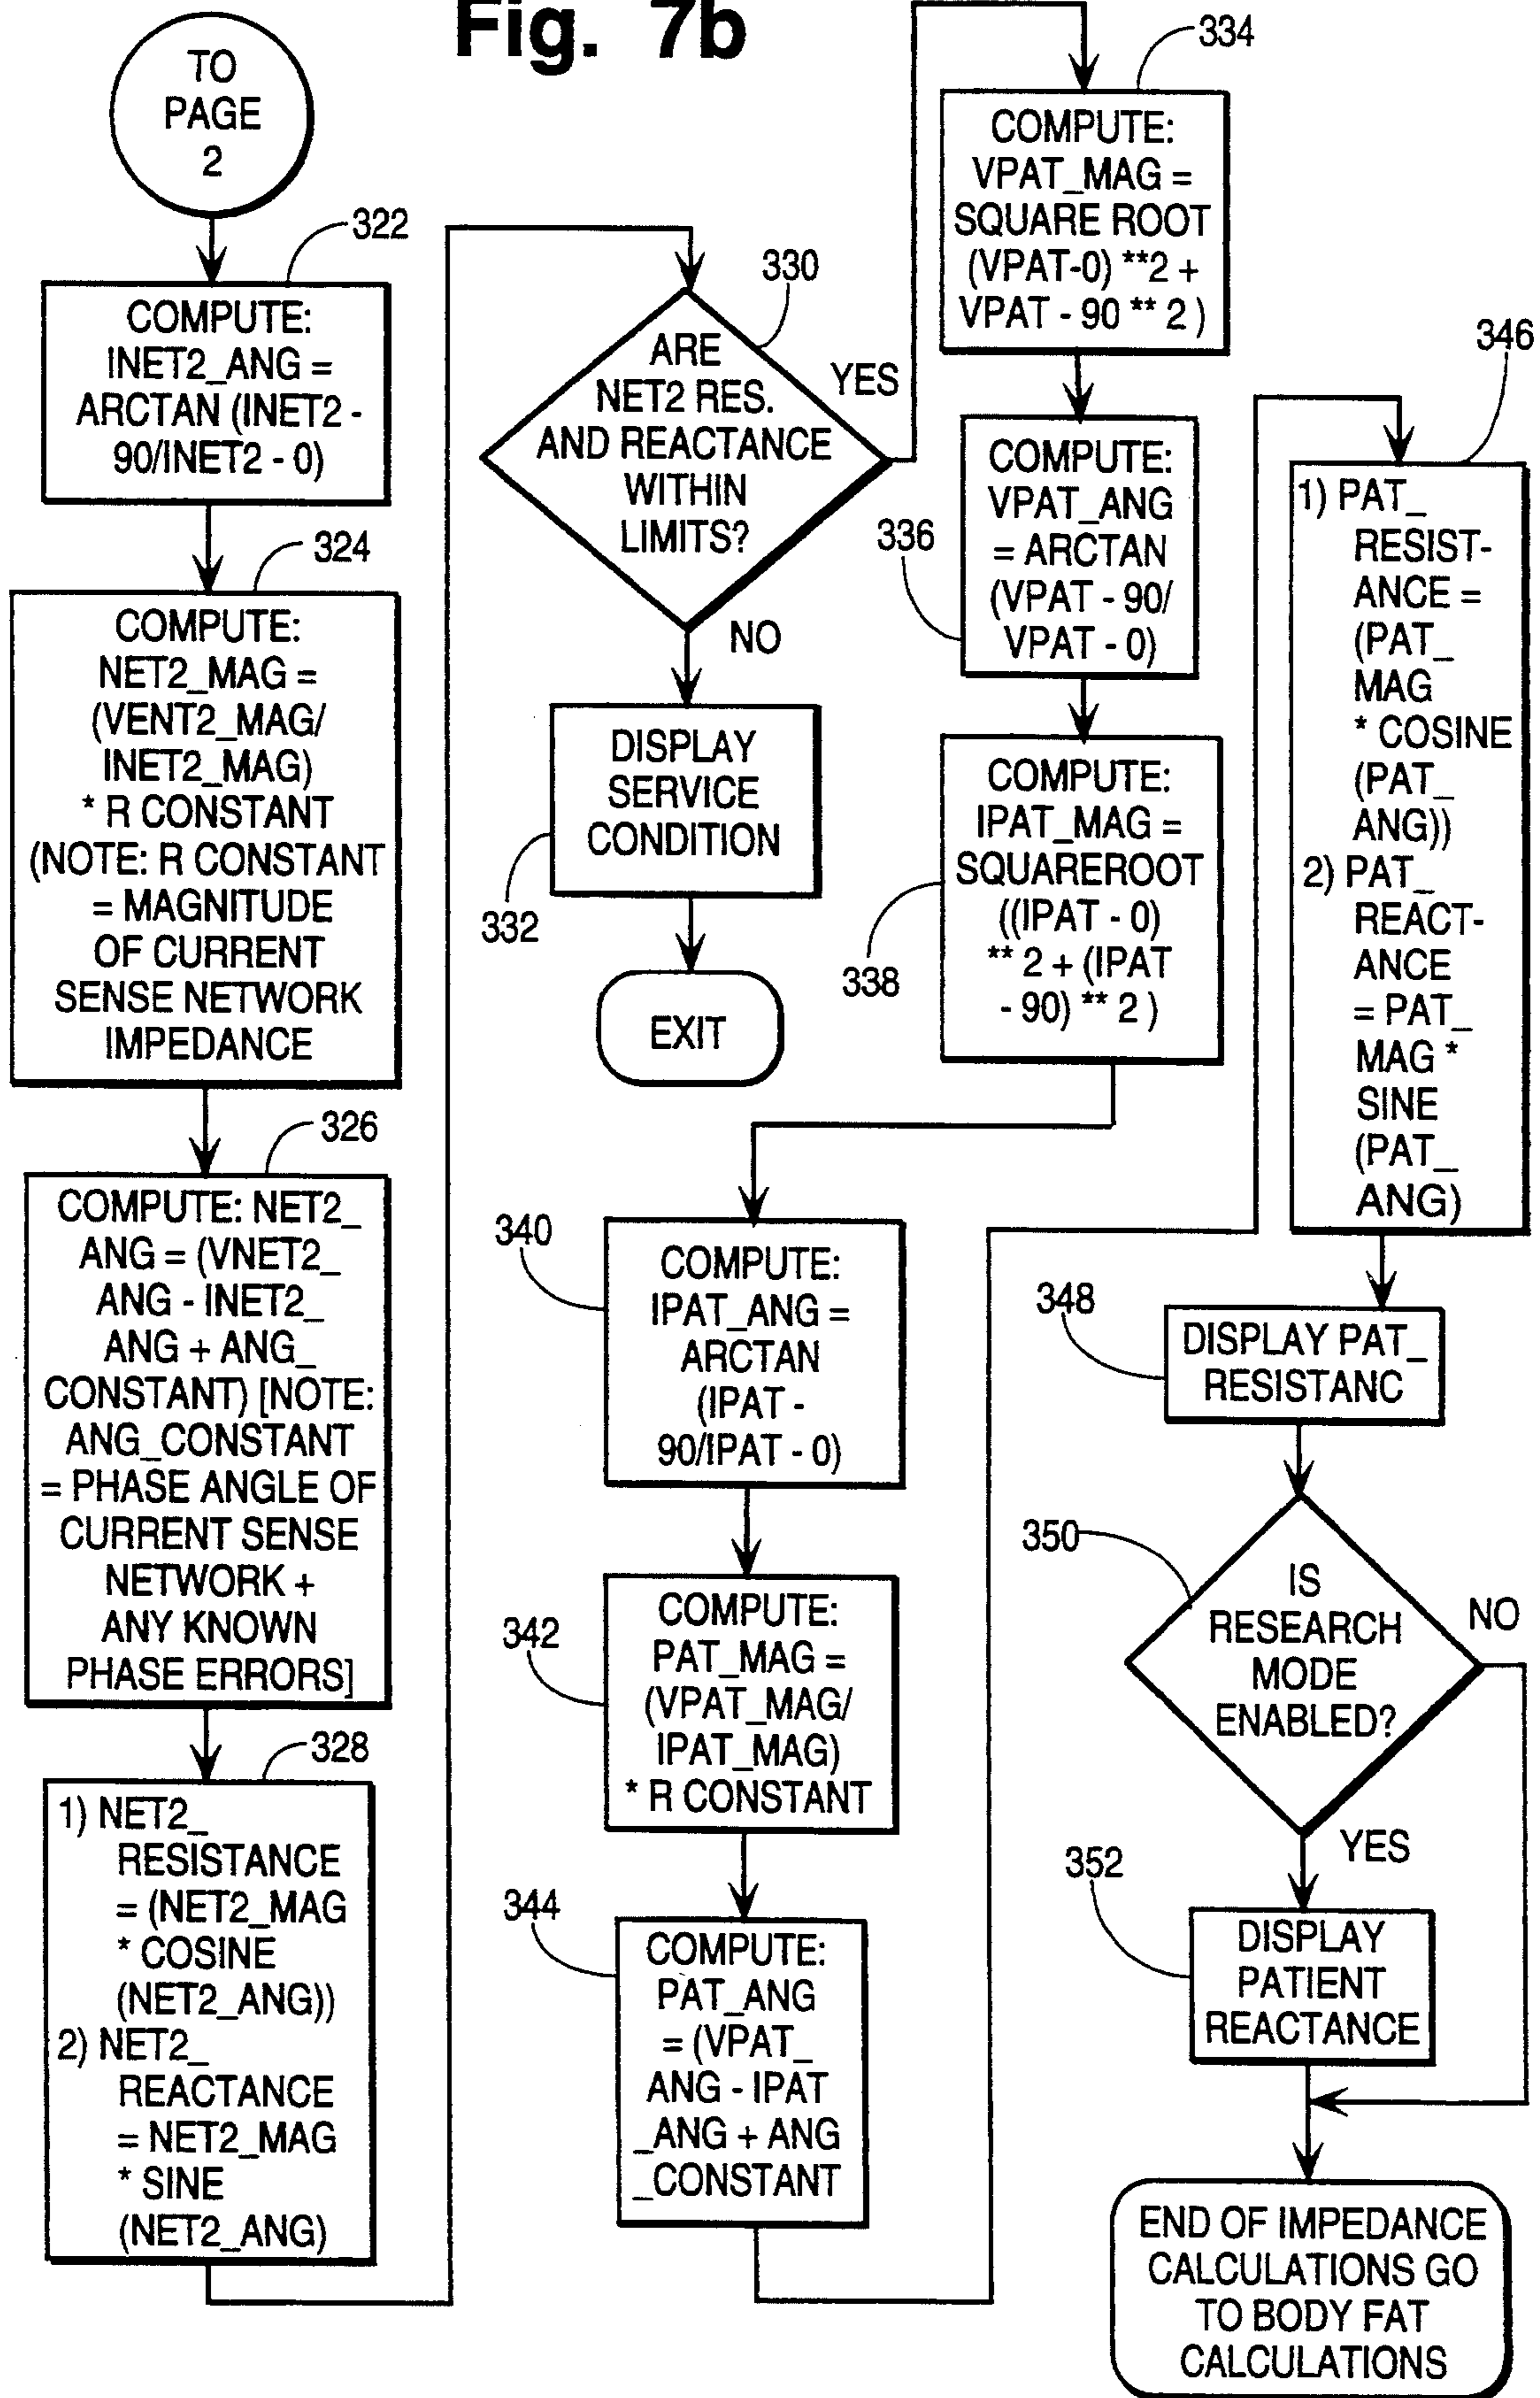 Fig. 7b
TO
PAGE
2
322
COMPUTE:
INET2_ANG =
ARCTAN (INET2 -
90/INET2 - 0)
324
COMPUTE:
NET2_MAG =
(VENT2_MAG/
INET2_MAG)
* R CONSTANT
(NOTE: R CONSTANT
= MAGNITUDE
OF CURRENT
SENSE NETWORK
IMPEDANCE
326
COMPUTE: NET2_
ANG = (VNET2_
ANG - INET2_
ANG + ANG_
CONSTANT) [NOTE:
ANG_CONSTANT
= PHASE ANGLE OF
CURRENT SENSE
NETWORK +
ANY KNOWN
PHASE ERRORS]
328
1) NET2_
RESISTANCE
= (NET2_MAG
* COSINE
(NET2_ANG))
2) NET2_
REACTANCE
= NET2_MAG
* SINE
(NET2_ANG)
330
ARE
NET2 RES.
AND REACTANCE
WITHIN
LIMITS?
YES
NO
DISPLAY
SERVICE
CONDITION
332
EXIT
334
COMPUTE:
VPAT_MAG =
SQUARE ROOT
(VPAT-0) **2 +
VPAT - 90 ** 2 )
336
COMPUTE:
VPAT_ANG
= ARCTAN
(VPAT - 90/
VPAT - 0)
338
COMPUTE:
IPAT_MAG =
SQUAREROOT
((IPAT - 0)
** 2 + (IPAT
- 90) ** 2 )
340
COMPUTE:
IPAT_ANG =
ARCTAN
(IPAT -
90/IPAT - 0)
342
COMPUTE:
PAT_MAG =
(VPAT_MAG/
IPAT_MAG)
* R CONSTANT
344
COMPUTE:
PAT_ANG
= (VPAT_
ANG - IPAT
_ANG + ANG
_CONSTANT
346
1) PAT_
RESIST-
ANCE =
(PAT_
MAG
* COSINE
(PAT_
ANG))
2) PAT_
REACT-
ANCE
= PAT_
MAG *
SINE
(PAT_
ANG)
348
DISPLAY PAT_
RESISTANC
350
IS
RESEARCH
MODE
ENABLED?
NO
YES
352
DISPLAY
PATIENT
REACTANCE
END OF IMPEDANCE
CALCULATIONS GO
TO BODY FAT
CALCULATIONS